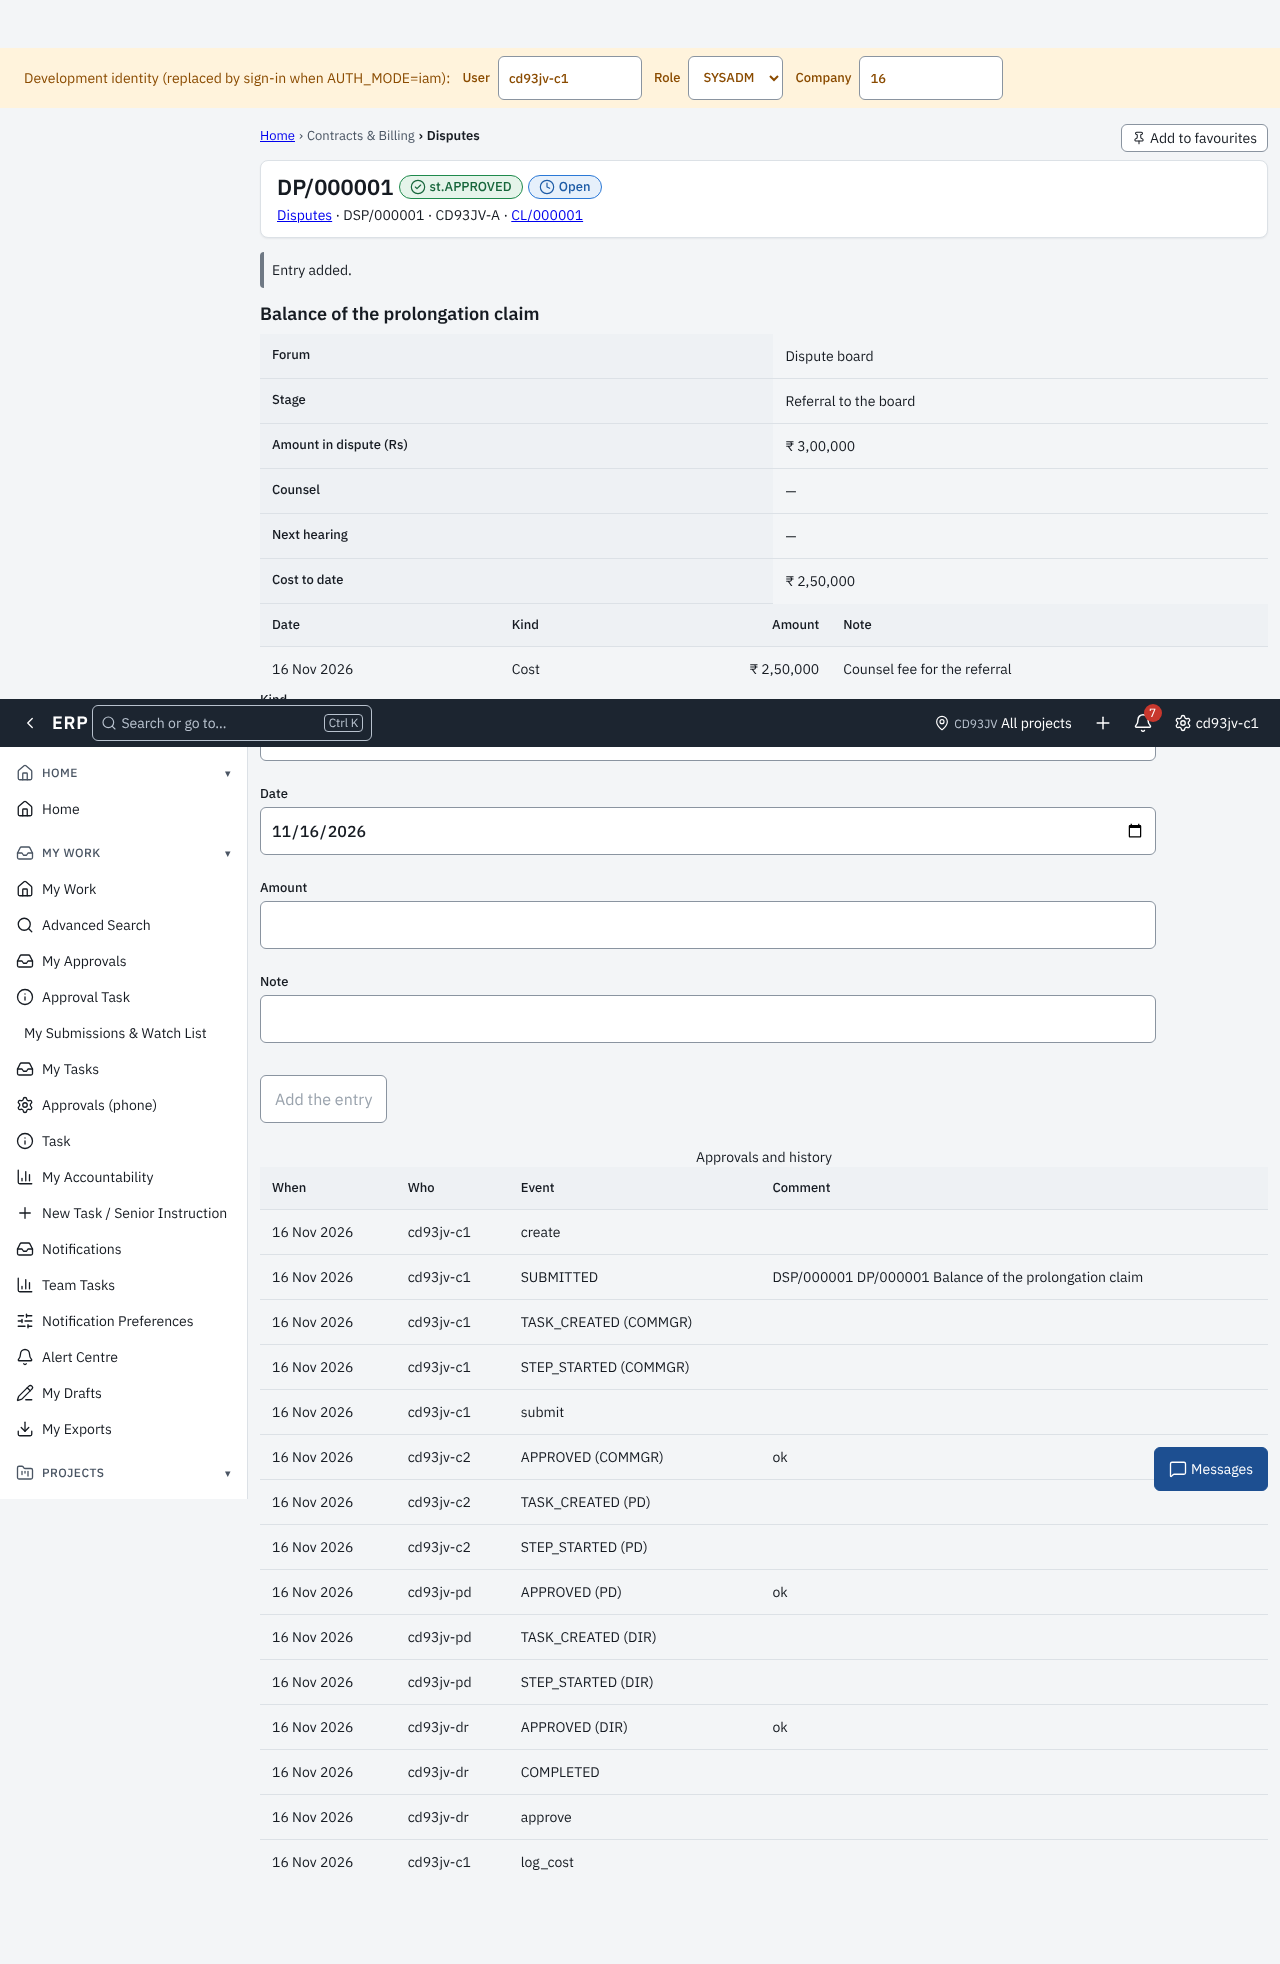 Development identity (replaced by sign-in when AUTH_MODE=iam): User cd93jv-c1 Role SYSADM Company 16
Home › Contracts & Billing › Disputes
Add to favourites
DP/000001 st.APPROVED Open
Disputes · DSP/000001 · CD93JV-A · CL/000001
Entry added.
Balance of the prolongation claim
Forum Dispute board
Stage Referral to the board
Amount in dispute (Rs) ₹ 3,00,000
Counsel —
Next hearing —
Cost to date ₹ 2,50,000
Date Kind Amount Note
16 Nov 2026 Cost ₹ 2,50,000 Counsel fee for the referral
Kind
ERP Search or go to... Ctrl K CD93JV All projects 7 cd93jv-c1
HOME
Home
MY WORK
My Work
Advanced Search
My Approvals
Approval Task
My Submissions & Watch List
My Tasks
Approvals (phone)
Task
My Accountability
New Task / Senior Instruction
Notifications
Team Tasks
Notification Preferences
Alert Centre
My Drafts
My Exports
PROJECTS
Date
11/16/2026
Amount
Note
Add the entry
Approvals and history
When Who Event Comment
16 Nov 2026 cd93jv-c1 create
16 Nov 2026 cd93jv-c1 SUBMITTED DSP/000001 DP/000001 Balance of the prolongation claim
16 Nov 2026 cd93jv-c1 TASK_CREATED (COMMGR)
16 Nov 2026 cd93jv-c1 STEP_STARTED (COMMGR)
16 Nov 2026 cd93jv-c1 submit
16 Nov 2026 cd93jv-c2 APPROVED (COMMGR) ok
16 Nov 2026 cd93jv-c2 TASK_CREATED (PD)
16 Nov 2026 cd93jv-c2 STEP_STARTED (PD)
16 Nov 2026 cd93jv-pd APPROVED (PD) ok
16 Nov 2026 cd93jv-pd TASK_CREATED (DIR)
16 Nov 2026 cd93jv-pd STEP_STARTED (DIR)
16 Nov 2026 cd93jv-dr APPROVED (DIR) ok
16 Nov 2026 cd93jv-dr COMPLETED
16 Nov 2026 cd93jv-dr approve
16 Nov 2026 cd93jv-c1 log_cost
Messages